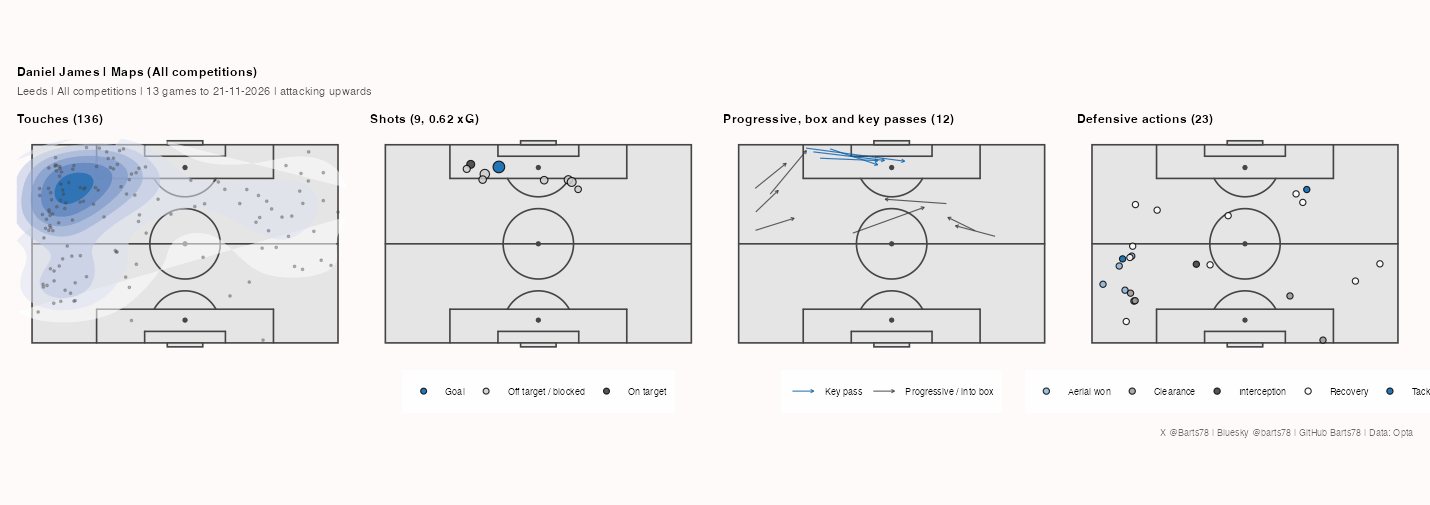 Daniel James | Maps (All competitions)
Leeds | All competitions | 13 games to 21-11-2026 | attacking upwards
Touches (136)
Shots (9, 0.62 xG)
Progressive, box and key passes (12)
Defensive actions (23)
Goal
Off target / blocked
On target
Key pass
Progressive / into box
Aerial won
Clearance
Interception
Recovery
Tack
X @Barts78 | Bluesky @barts78 | GitHub Barts78 | Data: Opta